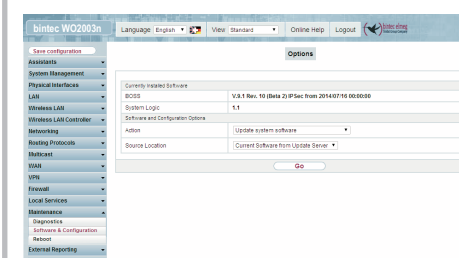 bintec WO2003n
Language English View Standard Online Help Logout bintec elmeg
Save configuration
Options
Assistants
System Management
Physical Interfaces
LAN
Wireless LAN
Wireless LAN Controller
Networking
Routing Protocols
Multicast
WAN
VPN
Firewall
Local Services
Maintenance
Diagnostics
Software & Configuration
Reboot
External Reporting
Currently Installed Software
BOSS V.9.1 Rev. 10 (Beta 2) IPSec from 2014/07/16 00:00:00
System Logic 1.1
Software and Configuration Options
Action Update system software
Source Location Current Software from Update Server
Go